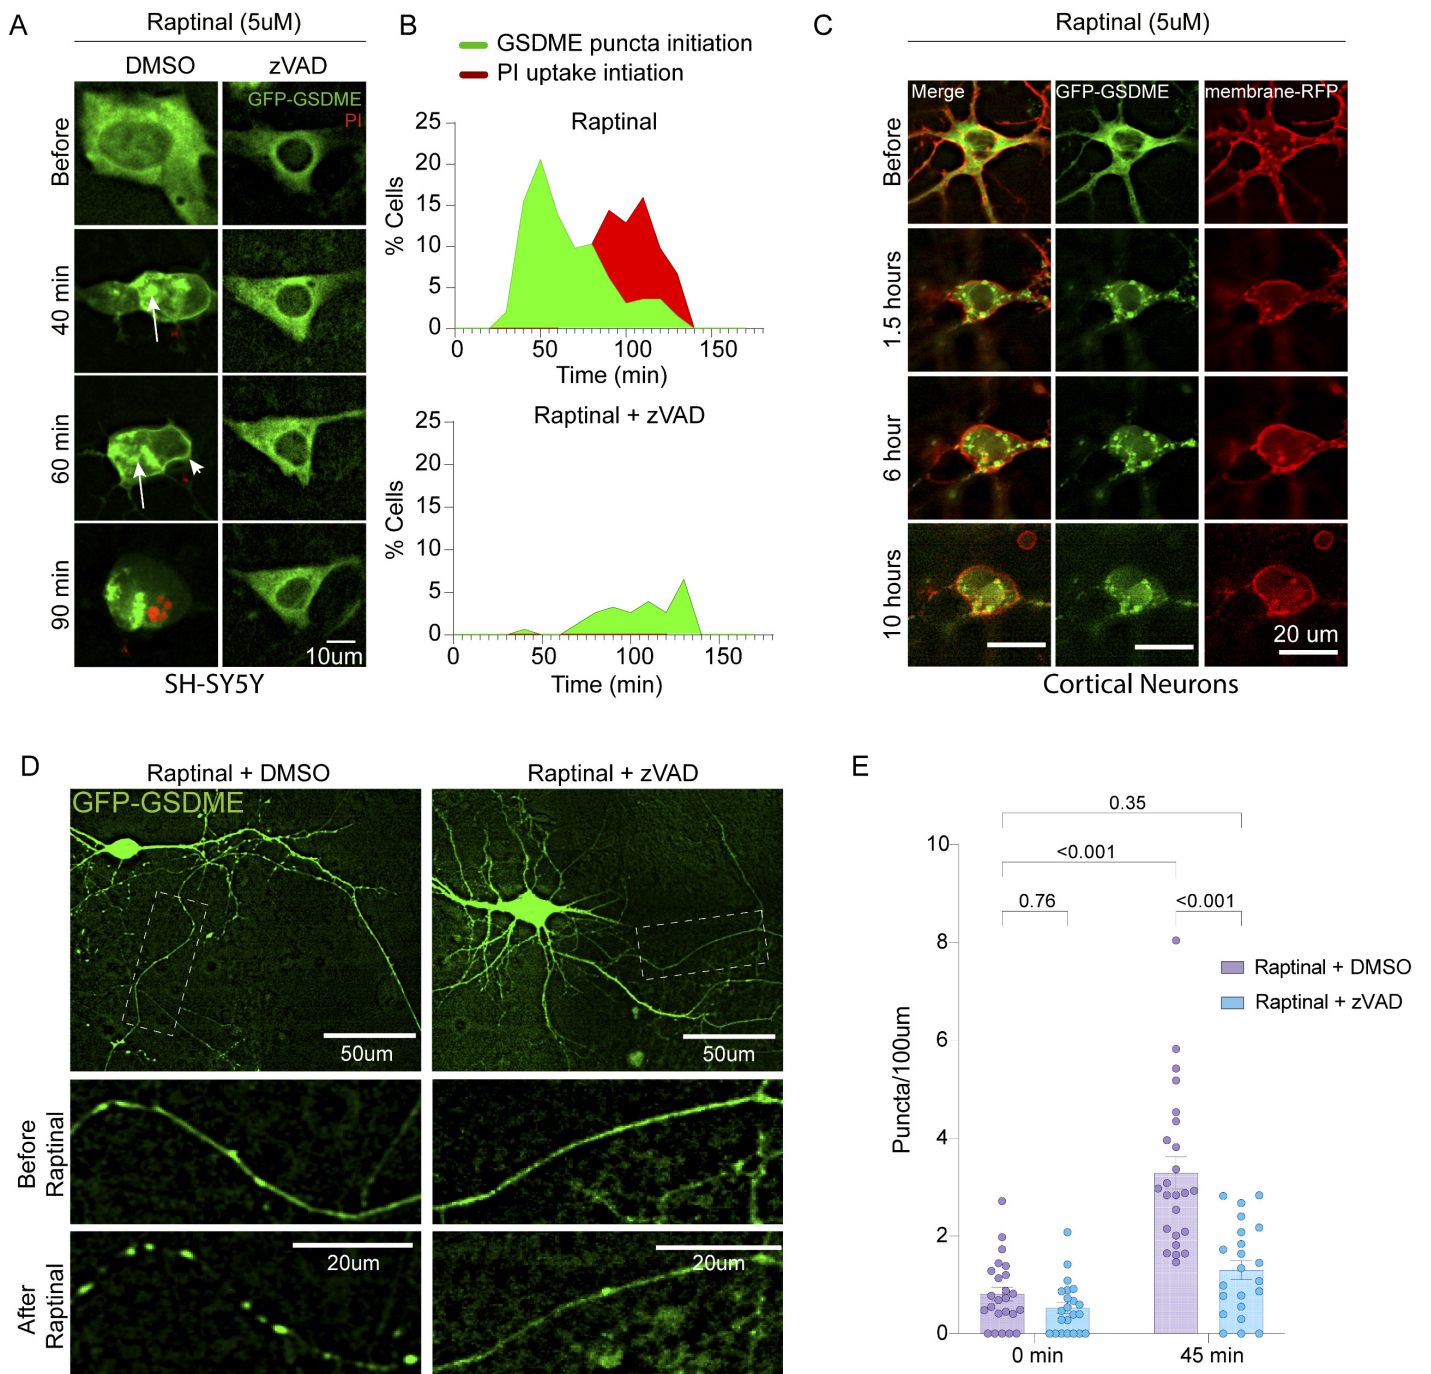 A
Raptinal (5uM)
DMSO
zVAD
GFP-GSDME
PI
Before
40 min
60 min
90 min
10um
SH-SY5Y
B
GSDME puncta initiation
PI uptake intiation
Raptinal
25
20
15
10
5
0
% Cells
0
50
100
150
Time (min)
Raptinal + zVAD
25
20
15
10
5
0
% Cells
0
50
100
150
Time (min)
C
Raptinal (5uM)
Merge
GFP-GSDME
membrane-RFP
Before
1.5 hours
6 hour
10 hours
20 um
Cortical Neurons
D
Raptinal + DMSO
Raptinal + zVAD
GFP-GSDME
50um
50um
Before
Raptinal
After
Raptinal
20um
20um
E
0.35
<0.001
0.76
<0.001
10
8
6
4
2
0
Puncta/100um
Raptinal + DMSO
Raptinal + zVAD
0 min
45 min